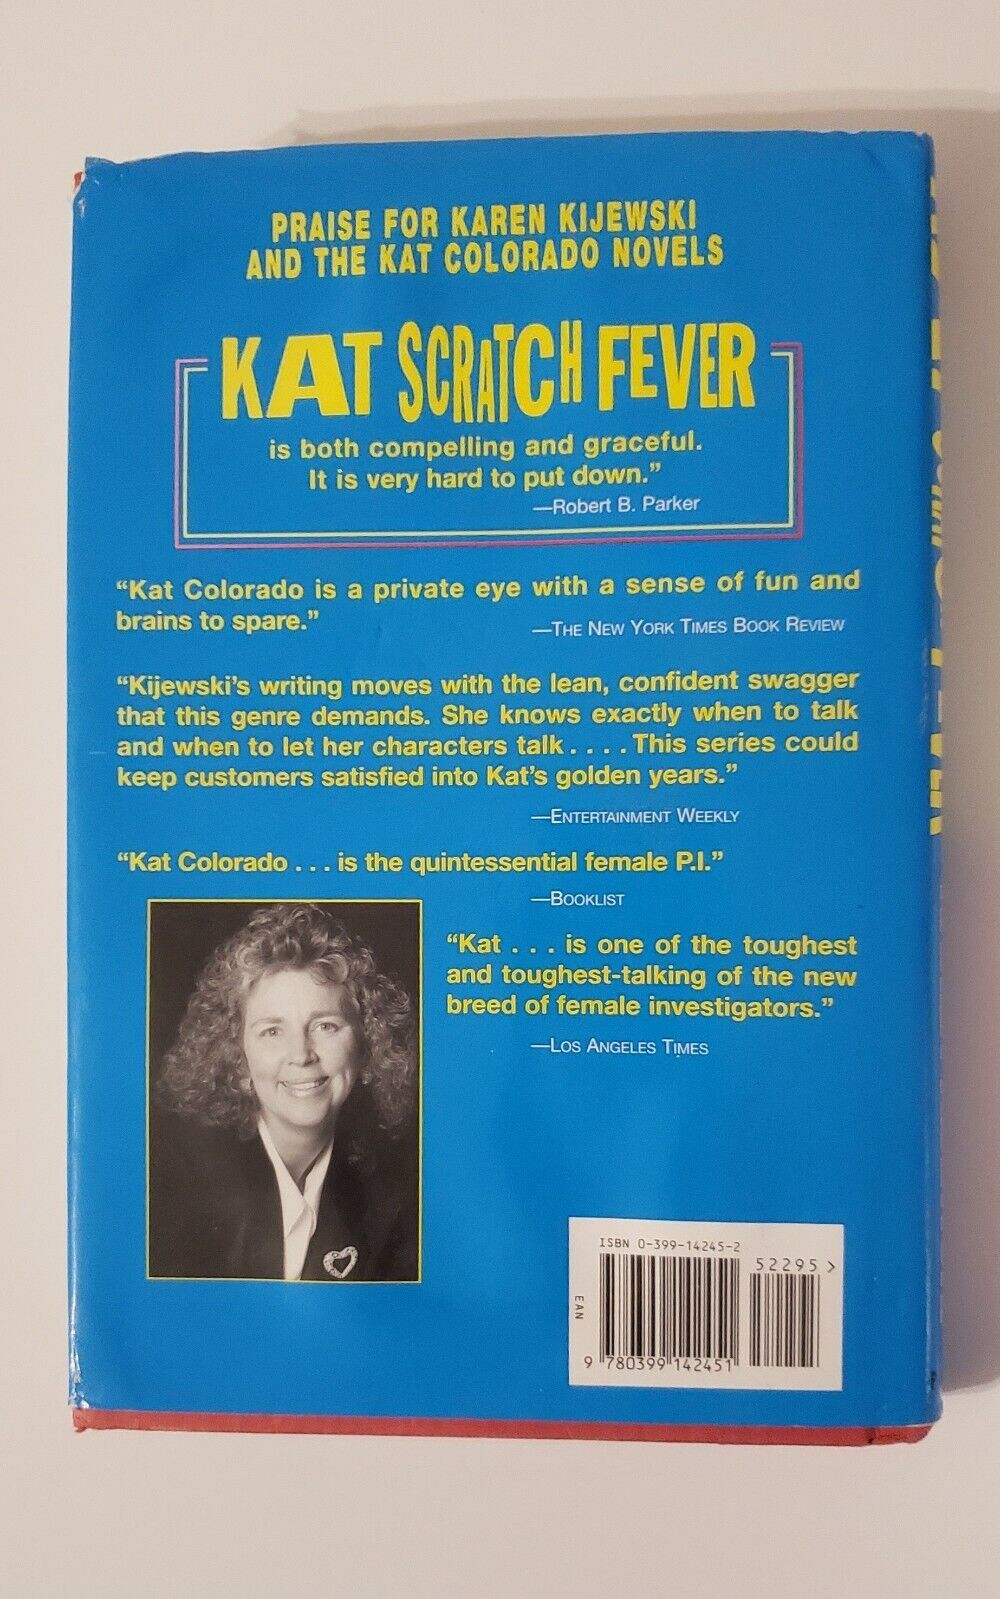 PRAISE FOR KAREN KIJEWSKI
AND THE KAT COLORADO NOVELS
KAT SCRATCH FEVER
is both compelling and graceful.
It is very hard to put down.”
—Robert B. Parker
“Kat Colorado is a private eye with a sense of fun and
brains to spare.”
—THE NEW YORK TIMES BOOK REVIEW
“Kijewski’s writing moves with the lean, confident swagger
that this genre demands. She knows exactly when to talk
and when to let her characters talk . . . . This series could
keep customers satisfied into Kat’s golden years.”
—ENTERTAINMENT WEEKLY
“Kat Colorado . . . is the quintessential female P.I.”
—BOOKLIST
“Kat . . . is one of the toughest
and toughest-talking of the new
breed of female investigators.”
—LOS ANGELES TIMES
ISBN 0-399-14245-2
52295>
EAN
9 780399 142451